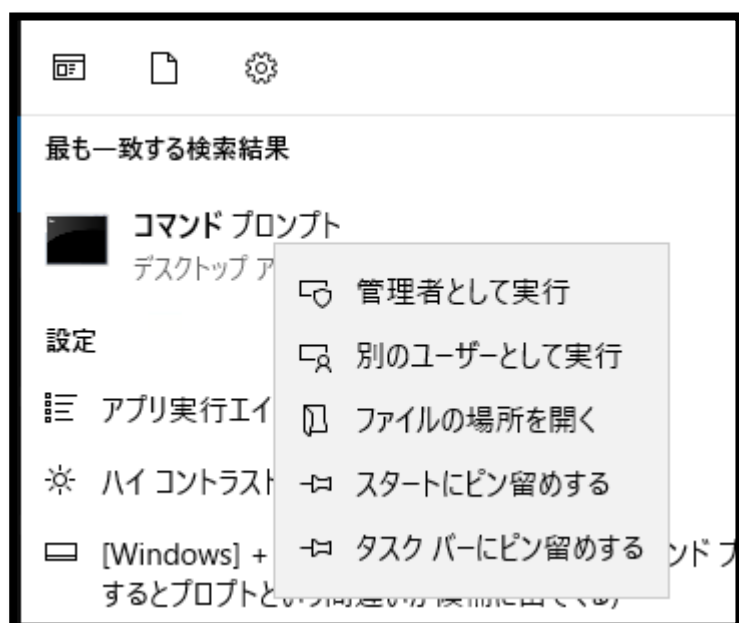 最も一致する検索結果
コマンド プロンプト
デスクトップ ア
管理者として実行
設定
別のユーザーとして実行
アプリ実行エイ
ファイルの場所を開く
ハイ コントラスト
スタートにピン留めする
[Windows] +
タスク バーにピン留めする
ンド プ
するとプロプトと